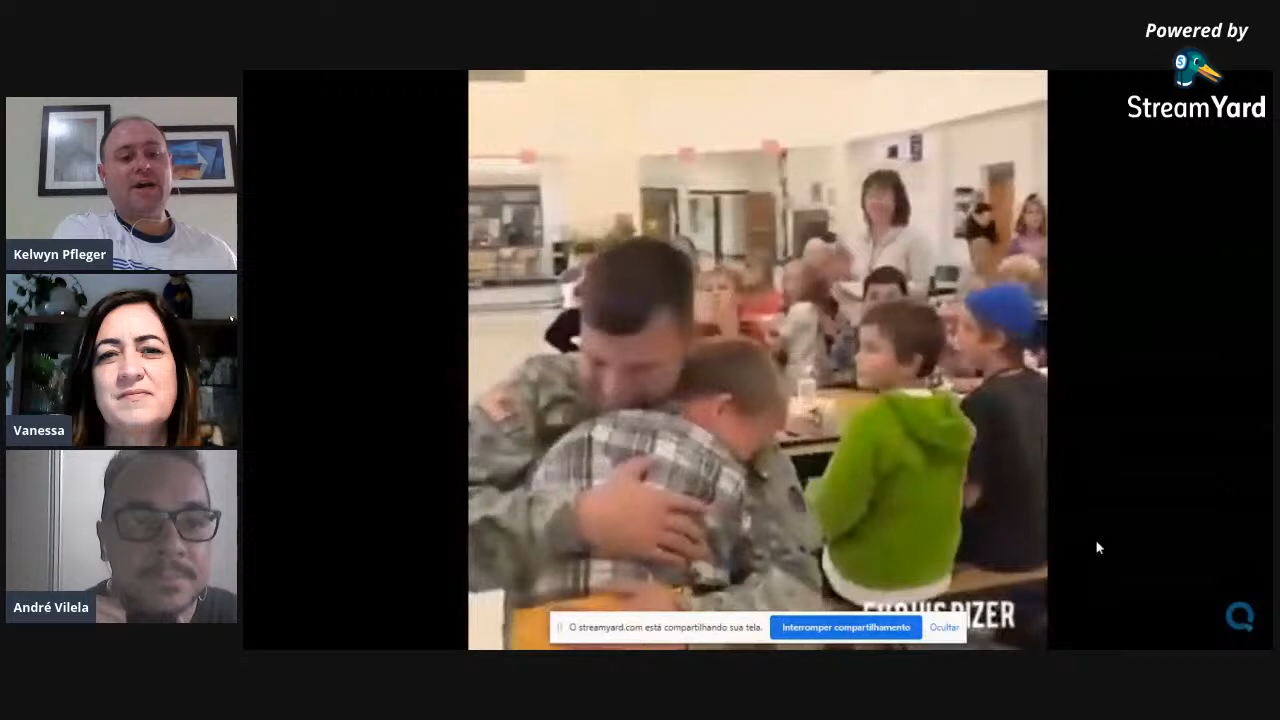 Powered by
StreamYard
Kelwyn Pfleger
Vanessa
André Vilela
O streamyard.com está compartilhando sua tela.
Interromper compartilhamento
Ocultar